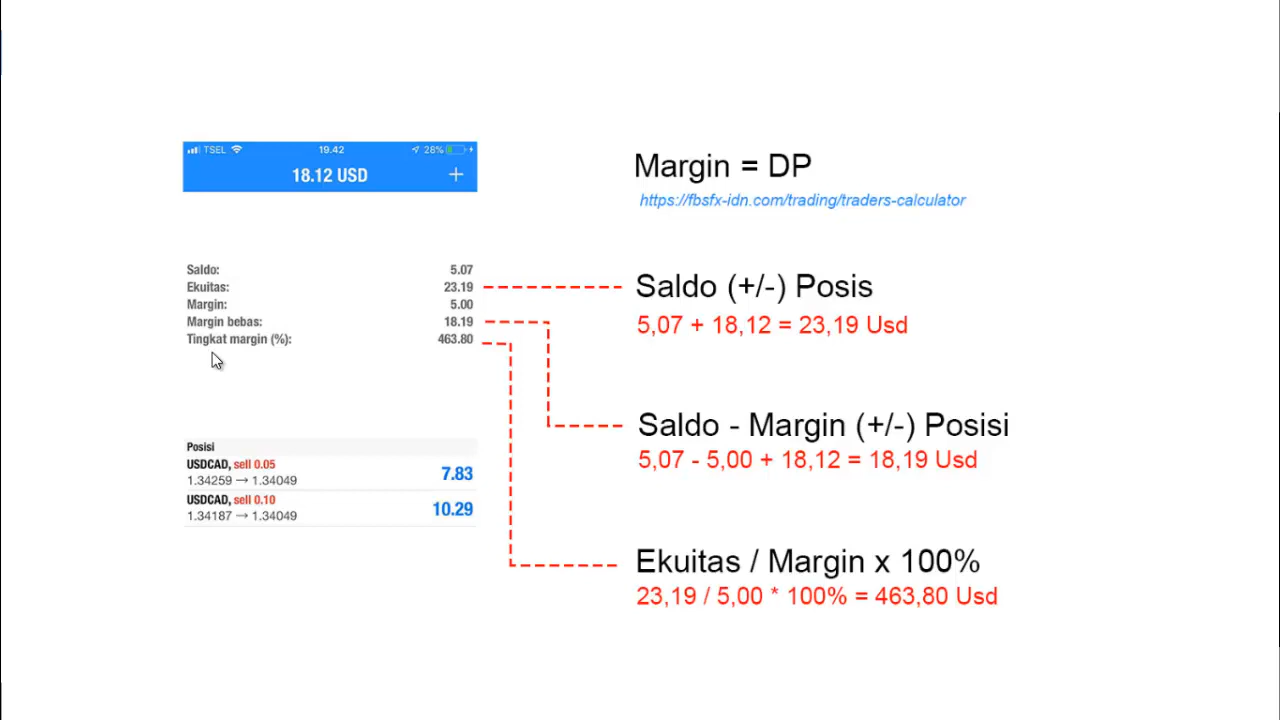 TSEL 19.42 28%
18.12 USD +
Margin = DP
https://fbsfx-idn.com/trading/traders-calculator
Saldo: 5.07
Ekuitas: 23.19
Margin: 5.00
Margin bebas: 18.19
Tingkat margin (%): 463.80
Saldo (+/-) Posis
5,07 + 18,12 = 23,19 Usd
Saldo - Margin (+/-) Posisi
5,07 - 5,00 + 18,12 = 18,19 Usd
Posisi
USDCAD, sell 0.05 7.83
1.34259 → 1.34049
USDCAD, sell 0.10 10.29
1.34187 → 1.34049
Ekuitas / Margin x 100%
23,19 / 5,00 * 100% = 463,80 Usd